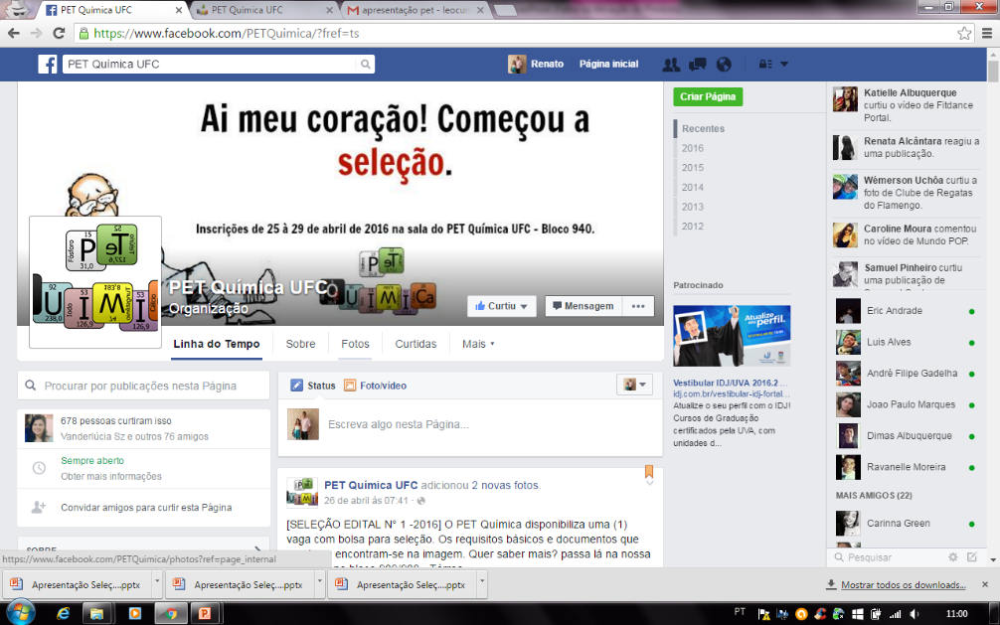 PET Química UFC
PET Química UFC
apresentação pet - leocum
https://www.facebook.com/PETQuimica/?fref=ts
PET Química UFC
Renato
Página inicial
Ai meu coração! Começou a
seleção.
Inscrições de 25 à 29 de abril de 2016 na sala do PET Química UFC - Bloco 940.
PET Química UFC
Organização
Curtiu
Mensagem
Linha do Tempo
Sobre
Fotos
Curtidas
Mais
Procurar por publicações nesta Página
678 pessoas curtiram isso
Vanderlúcia Sz e outros 76 amigos
Sempre aberto
Obter mais informações
Convidar amigos para curtir esta Página
SOBRE
Status
Foto/vídeo
Escreva algo nesta Página...
PET Química UFC adicionou 2 novas fotos.
26 de abril às 07:41
[SELEÇÃO EDITAL N° 1 -2016] O PET Química disponibiliza uma (1)
vaga com bolsa para seleção. Os requisitos básicos e documentos que
encontram-se na imagem. Quer saber mais? passa lá na nossa
Criar Página
Recentes
2016
2015
2014
2013
2012
Patrocinado
Atualize
seu perfil.
Vestibular IDJ/UVA 2016.2 ...
idj.com.br/vestibular-idj-fortal...
Atualize o seu perfil com o IDJ!
Cursos de Graduação
certificados pela UVA, com
unidades d...
Katielle Albuquerque
curtiu o vídeo de Fitdance
Portal.
Renata Alcântara reagiu a
uma publicação.
Wêmerson Uchôa curtiu a
foto de Clube de Regatas
do Flamengo.
Caroline Moura comentou
no vídeo de Mundo POP.
Samuel Pinheiro curtiu
uma publicação de
Eric Andrade
Luis Alves
André Filipe Gadelha
Joao Paulo Marques
Dimas Albuquerque
Ravanelle Moreira
MAIS AMIGOS (22)
Carinna Green
Pesquisar
https://www.facebook.com/PETQuimica/photos?ref=page_internal
Apresentação Seleç....pptx
Apresentação Seleç....pptx
Apresentação Seleç....pptx
Mostrar todos os downloads...
PT
11:00